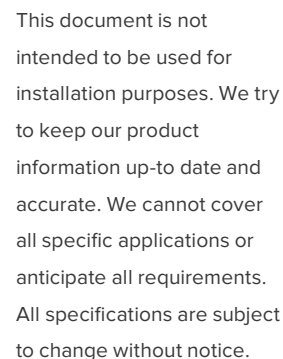 This document is not
intended to be used for
installation purposes. We try
to keep our product
information up-to date and
accurate. We cannot cover
all specific applications or
anticipate all requirements.
All specifications are subject
to change without notice.